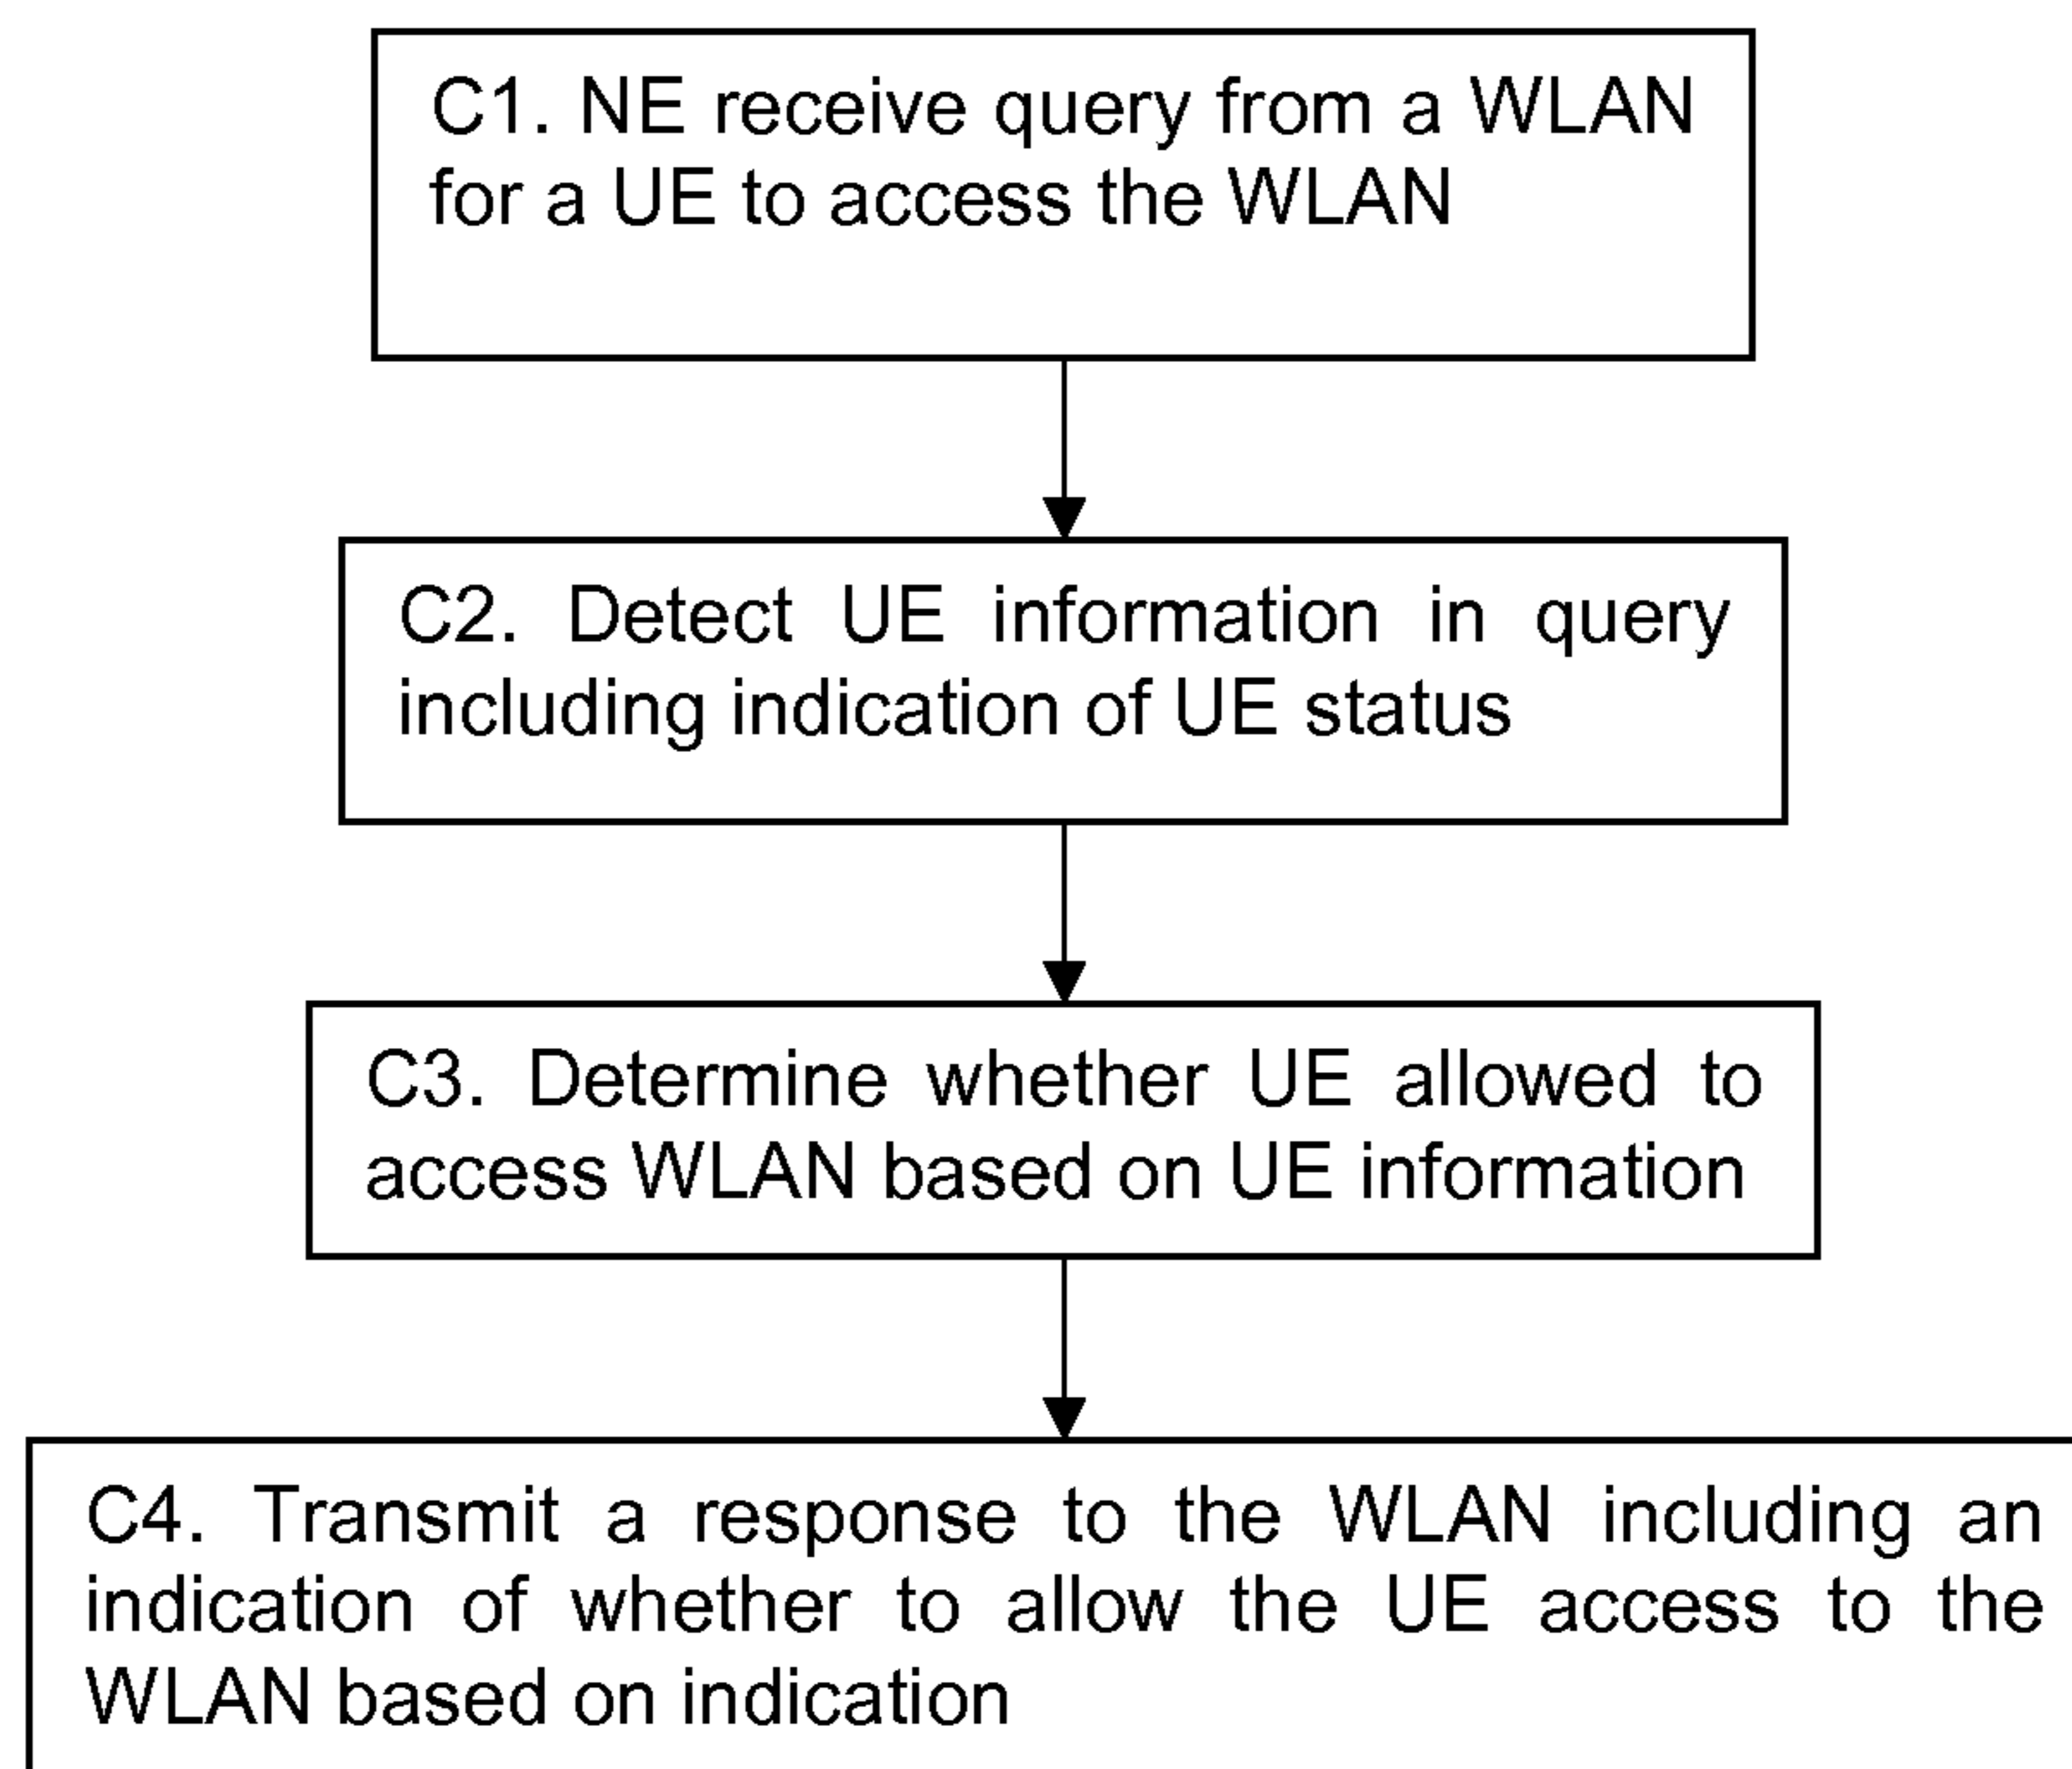 C1. NE receive query from a WLAN
for a UE to access the WLAN
C2. Detect UE information in query
including indication of UE status
C3. Determine whether UE allowed to
access WLAN based on UE information
C4. Transmit a response to the WLAN including an
indication of whether to allow the UE access to the
WLAN based on indication